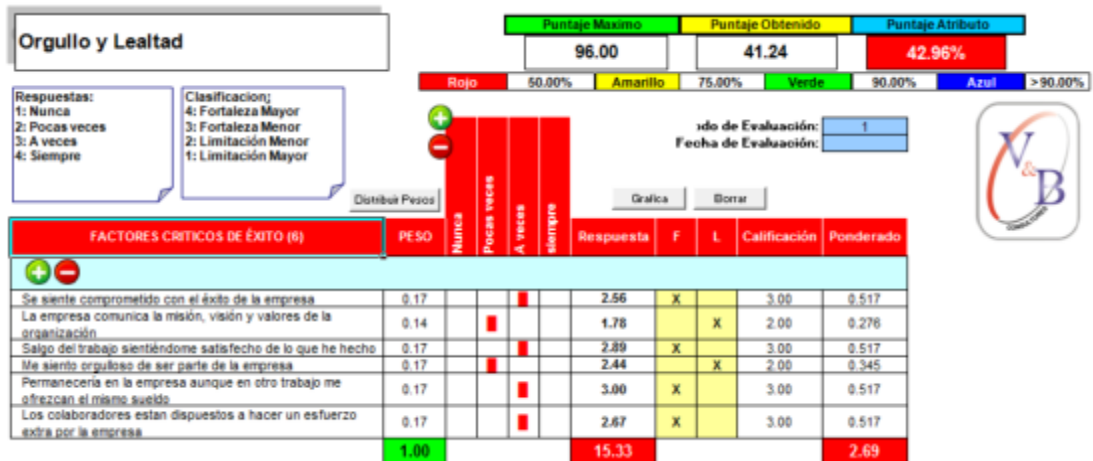 Orgullo y Lealtad
Puntaje Maximo Puntaje Obtenido Puntaje Atributo
96.00 41.24 42.96%
Rojo 50.00% Amarillo 75.00% Verde 90.00% Azul >90.00%
Respuestas:
1: Nunca
2: Pocas veces
3: A veces
4: Siempre
Clasificacion;
4: Fortaleza Mayor
3: Fortaleza Menor
2: Limitación Menor
1: Limitación Mayor
do de Evaluación: 1
Fecha de Evaluación:
V&B
CONSULTORES
Distribuir Pesos
Grafica Borrar
FACTORES CRITICOS DE ÉXITO (6) PESO Nunca Pocas veces A veces siempre Respuesta F L Calificación Ponderado
Se siente comprometido con el éxito de la empresa 0.17 2.56 X 3.00 0.517
La empresa comunica la misión, visión y valores de la
organización 0.14 1.78 X 2.00 0.276
Salgo del trabajo sientiéndome satisfecho de lo que he hecho 0.17 2.89 X 3.00 0.517
Me siento orgulloso de ser parte de la empresa 0.17 2.44 X 2.00 0.345
Permanecería en la empresa aunque en otro trabajo me
ofrezcan el mismo sueldo 0.17 3.00 X 3.00 0.517
Los colaboradores estan dispuestos a hacer un esfuerzo
extra por la empresa 0.17 2.67 X 3.00 0.517
1.00 15.33 2.69